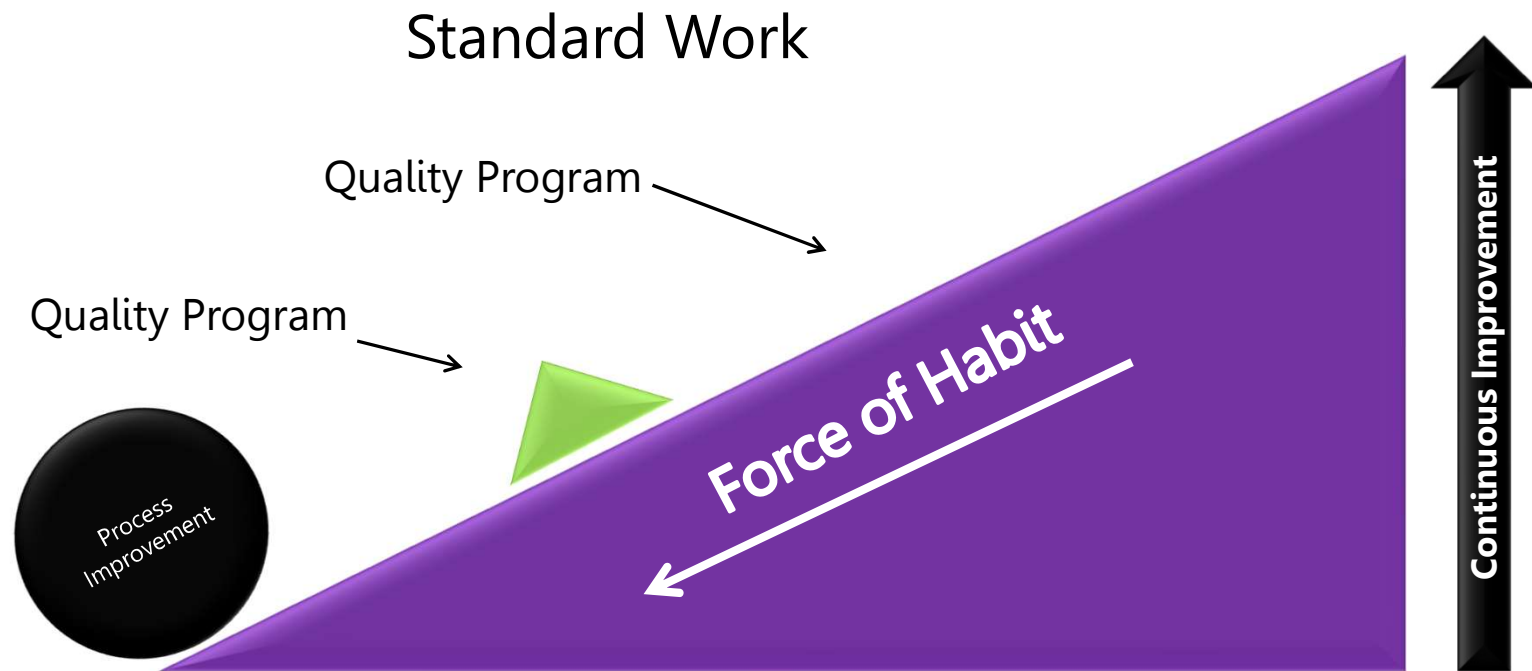 Standard Work
Quality Program
Quality Program
Process
Improvement
Force of Habit
Continuous Improvement